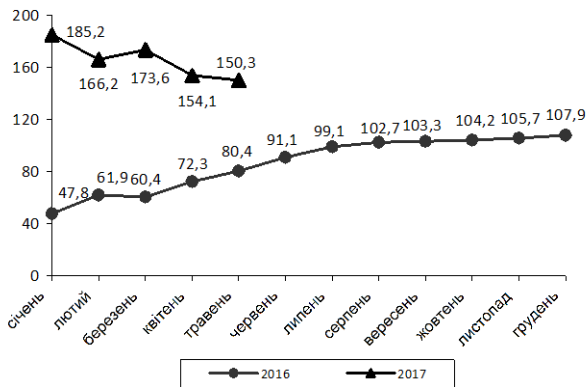 200
160
120
80
40
0
185,2
166,2
173,6
154,1
150,3
47,8
61,9
60,4
72,3
80,4
91,1
99,1
102,7
103,3
104,2
105,7
107,9
січень
лютий
березень
квітень
травень
червень
липень
серпень
вересень
жовтень
листопад
грудень
2016
2017